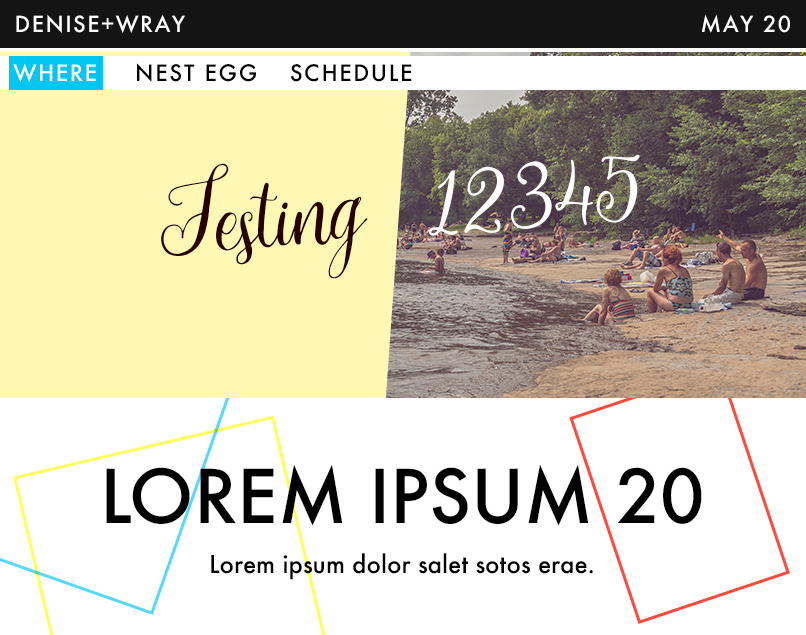 DENISE+WRAY MAY 20
WHERE NEST EGG SCHEDULE
Testing 12345
LOREM IPSUM 20
Lorem ipsum dolor salet sotos erae.